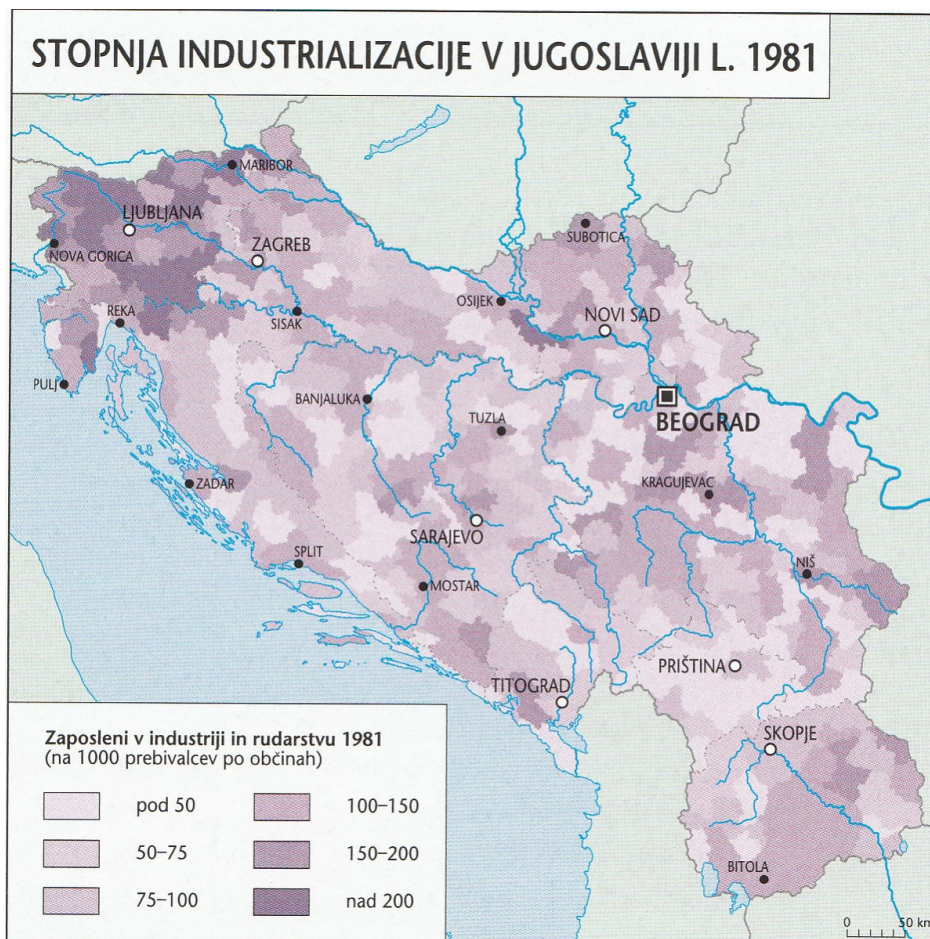 STOPNJA INDUSTRIALIZACIJE V JUGOSLAVIJI L. 1981
MARIBOR
LJUBLJANA
SUBOTICA
ZAGREB
NOVA GORICA
OSIJEK
REKA
SISAK
NOVI SAD
PULJ
BANJALUKA
TUZLA
BEOGRAD
ZADAR
KRAGUJEVAC
SARAJEVO
SPLIT
NIŠ
MOSTAR
PRIŠTINA
TITOGRAD
SKOPJE
BITOLA
Zaposleni v industriji in rudarstvu 1981
(na 1000 prebivalcev po občinah)
pod 50
100–150
50–75
150–200
75–100
nad 200
0 50 km